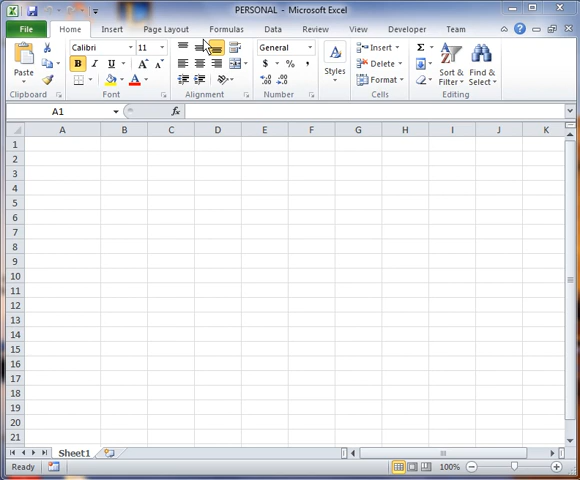 PERSONAL - Microsoft Excel
File Home Insert Page Layout Formulas Data Review View Developer Team
Calibri 11 General Insert Σ
Paste B I U A A $ % , Styles Delete Sort & Filter Find & Select
A Format
Clipboard Font Alignment Number Cells Editing
A1 fx
A B C D E F G H I J K
1
2
3
4
5
6
7
8
9
10
11
12
13
14
15
16
17
18
19
20
21
Sheet1
Ready 100%